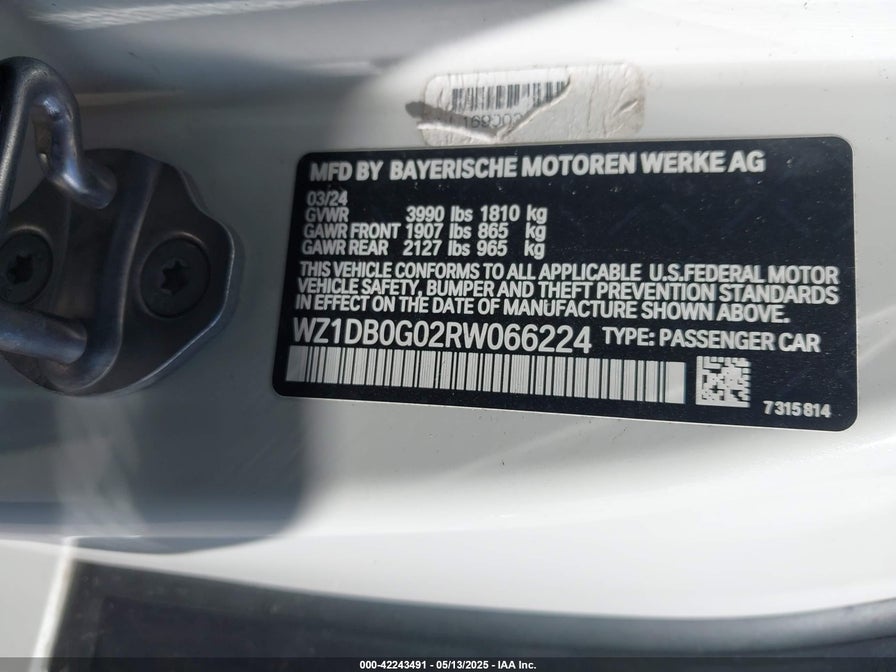 MFD BY BAYERISCHE MOTOREN WERKE AG
03/24
GVWR 3990 lbs 1810 kg
GAWR FRONT 1907 lbs 865 kg
GAWR REAR 2127 lbs 965 kg
THIS VEHICLE CONFORMS TO ALL APPLICABLE U.S.FEDERAL MOTOR
VEHICLE SAFETY, BUMPER AND THEFT PREVENTION STANDARDS
IN EFFECT ON THE DATE OF MANUFACTURE SHOWN ABOVE.
WZ1DB0G02RW066224 TYPE: PASSENGER CAR
7315814
000-42243491 - 05/13/2025 - IAA Inc.